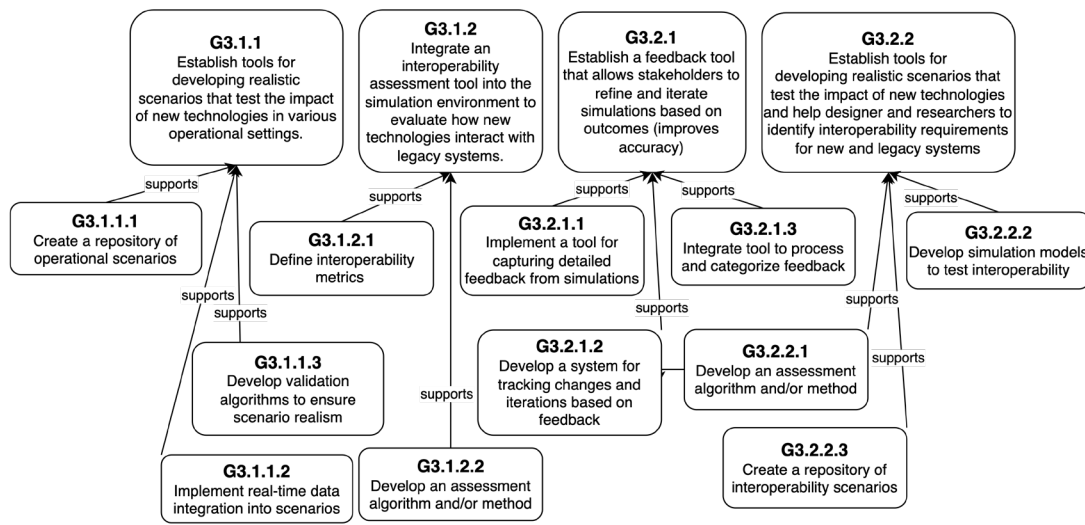 G3.1.1
Establish tools for
developing realistic
scenarios that test the impact
of new technologies in various
operational settings.
G3.1.2
Integrate an
interoperability
assessment tool into the
simulation environment to
evaluate how new
technologies interact with
legacy systems.
G3.2.1
Establish a feedback tool
that allows stakeholders to
refine and iterate
simulations based on
outcomes (improves
accuracy)
G3.2.2
Establish tools for
developing realistic scenarios that
test the impact of new technologies
and help designer and researchers to
identify interoperability requirements
for new and legacy systems
supports
supports
supports
supports
supports
G3.1.1.1
Create a repository of
operational scenarios
G3.1.2.1
Define interoperability
metrics
G3.2.1.1
Implement a tool for
capturing detailed
feedback from simulations
G3.2.1.3
Integrate tool to process
and categorize feedback
G3.2.2.2
Develop simulation models
to test interoperability
supports
supports
supports
supports
supports
supports
G3.1.1.3
Develop validation
algorithms to ensure
scenario realism
G3.2.1.2
Develop a system for
tracking changes and
iterations based on
feedback
G3.2.2.1
Develop an assessment
algorithm and/or method
G3.1.1.2
Implement real-time data
integration into scenarios
G3.1.2.2
Develop an assessment
algorithm and/or method
G3.2.2.3
Create a repository of
interoperability scenarios